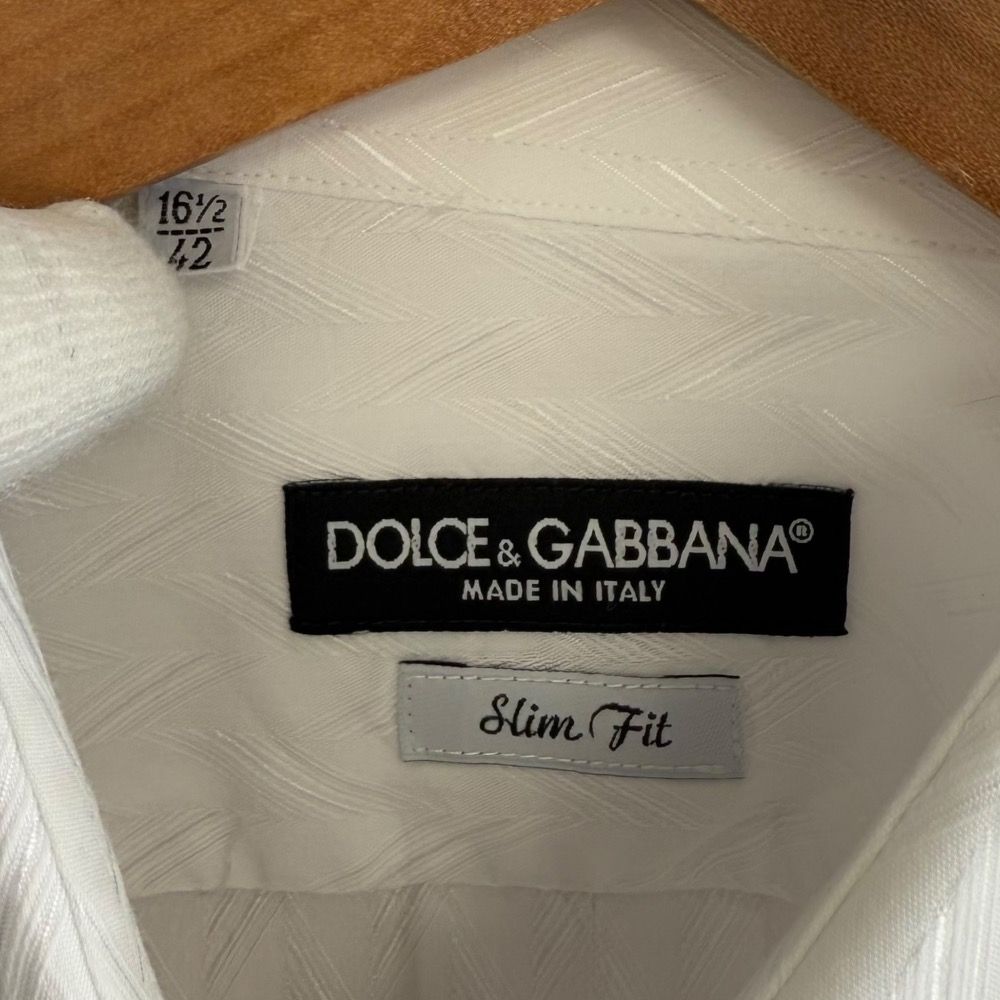 16½
42
DOLCE & GABBANA®
MADE IN ITALY
Slim Fit